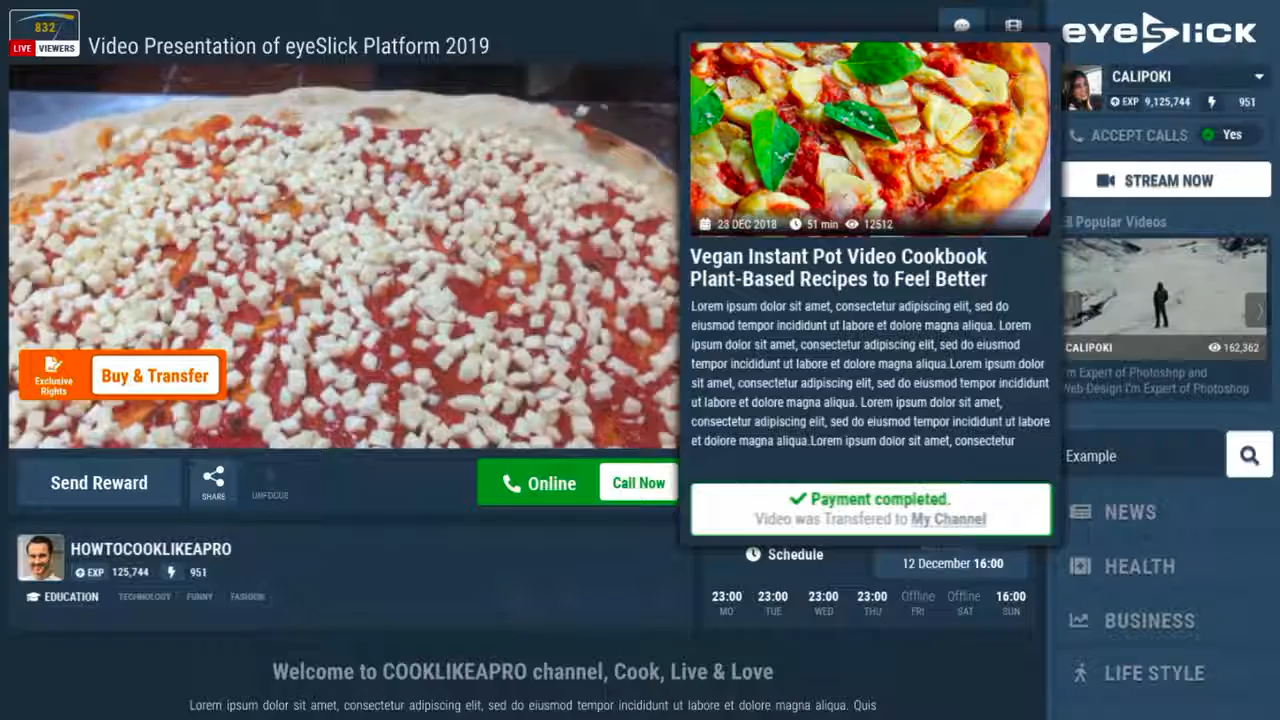 832
LIVE VIEWERS
Video Presentation of eyeSlick Platform 2019
Exclusive
Rights
Buy & Transfer
Send Reward
SHARE
UNFOCUE
Online
Call Now
HOWTOCOOKLIKEAPRO
EXP 125,744 951
EDUCATION TECHNOLOGY FUNNY FASHION
23 DEC 2018 51 min 12512
Vegan Instant Pot Video Cookbook
Plant-Based Recipes to Feel Better
Lorem ipsum dolor sit amet, consectetur adipiscing elit, sed do
eiusmod tempor incididunt ut labore et dolore magna aliqua. Lorem
ipsum dolor sit amet, consectetur adipiscing elit, sed do eiusmod
tempor incididunt ut labore et dolore magna aliqua.Lorem ipsum dolor
sit amet, consectetur adipiscing elit, sed do eiusmod tempor incididunt
ut labore et dolore magna aliqua. Lorem ipsum dolor sit amet,
consectetur adipiscing elit, sed do eiusmod tempor incididunt ut labore
et dolore magna aliqua.Lorem ipsum dolor sit amet, consectetur
Payment completed.
Video was Transfered to My Channel
Schedule
12 December 16:00
23:00 23:00 23:00 23:00 Offline Offline 16:00
MO TUE WED THU FRI SAT SUN
Welcome to COOKLIKEAPRO channel, Cook, Live & Love
Lorem ipsum dolor sit amet, consectetur adipiscing elit, sed do eiusmod tempor incididunt ut labore et dolore magna aliqua. Quis
eyeSlick
CALIPOKI
EXP 9,125,744 951
ACCEPT CALLS Yes
STREAM NOW
Popular Videos
CALIPOKI 162,362
Expert of Photoshop and
Web Design I'm Expert of Photoshop
Example
NEWS
HEALTH
BUSINESS
LIFE STYLE